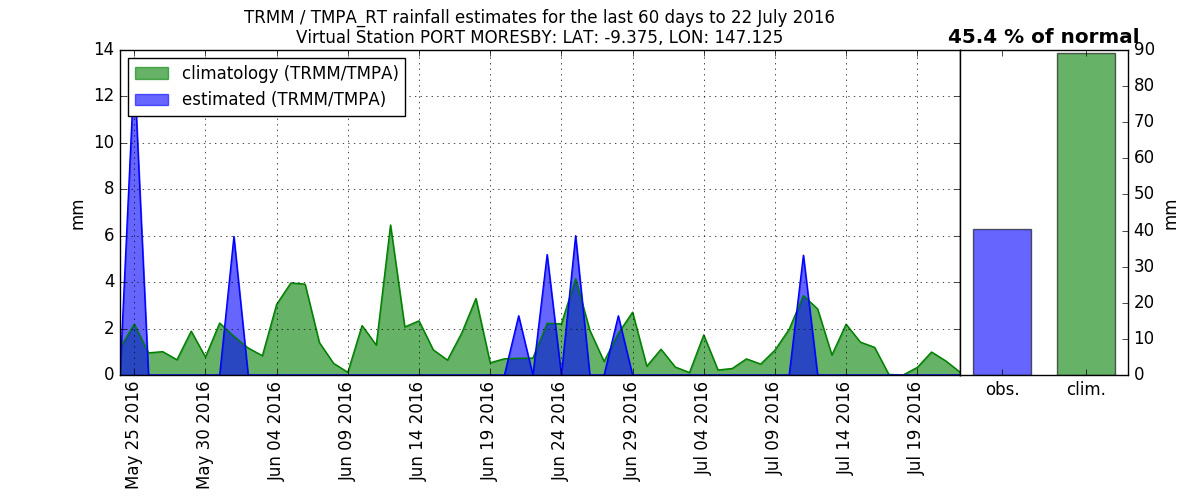 TRMM / TMPA_RT rainfall estimates for the last 60 days to 22 July 2016
Virtual Station PORT MORESBY: LAT: -9.375, LON: 147.125
45.4 % of normal
climatology (TRMM/TMPA)
estimated (TRMM/TMPA)
mm
14
12
10
8
6
4
2
0
May 25 2016
May 30 2016
Jun 04 2016
Jun 09 2016
Jun 14 2016
Jun 19 2016
Jun 24 2016
Jun 29 2016
Jul 04 2016
Jul 09 2016
Jul 14 2016
Jul 19 2016
obs.
clim.
90
80
70
60
50
40
30
20
10
0
mm